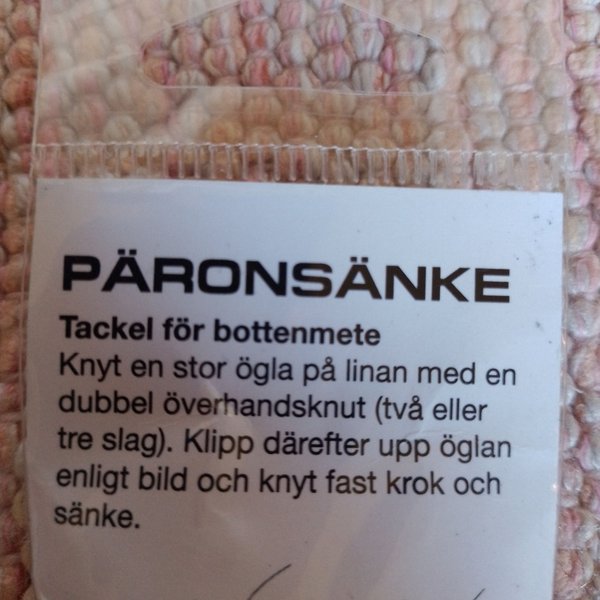 PÄRONSÄNKE
Tackel för bottenmete
Knyt en stor ögla på linan med en
dubbel överhandsknut (två eller
tre slag). Klipp därefter upp öglan
enligt bild och knyt fast krok och
sänke.